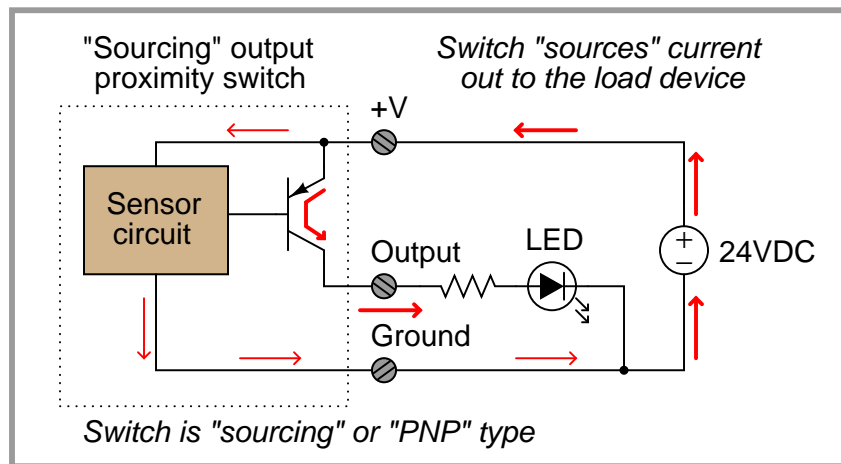 "Sourcing" output
proximity switch
Switch "sources" current
out to the load device
+V
Sensor
circuit
Output
LED
+
−
24VDC
Ground
Switch is "sourcing" or "PNP" type